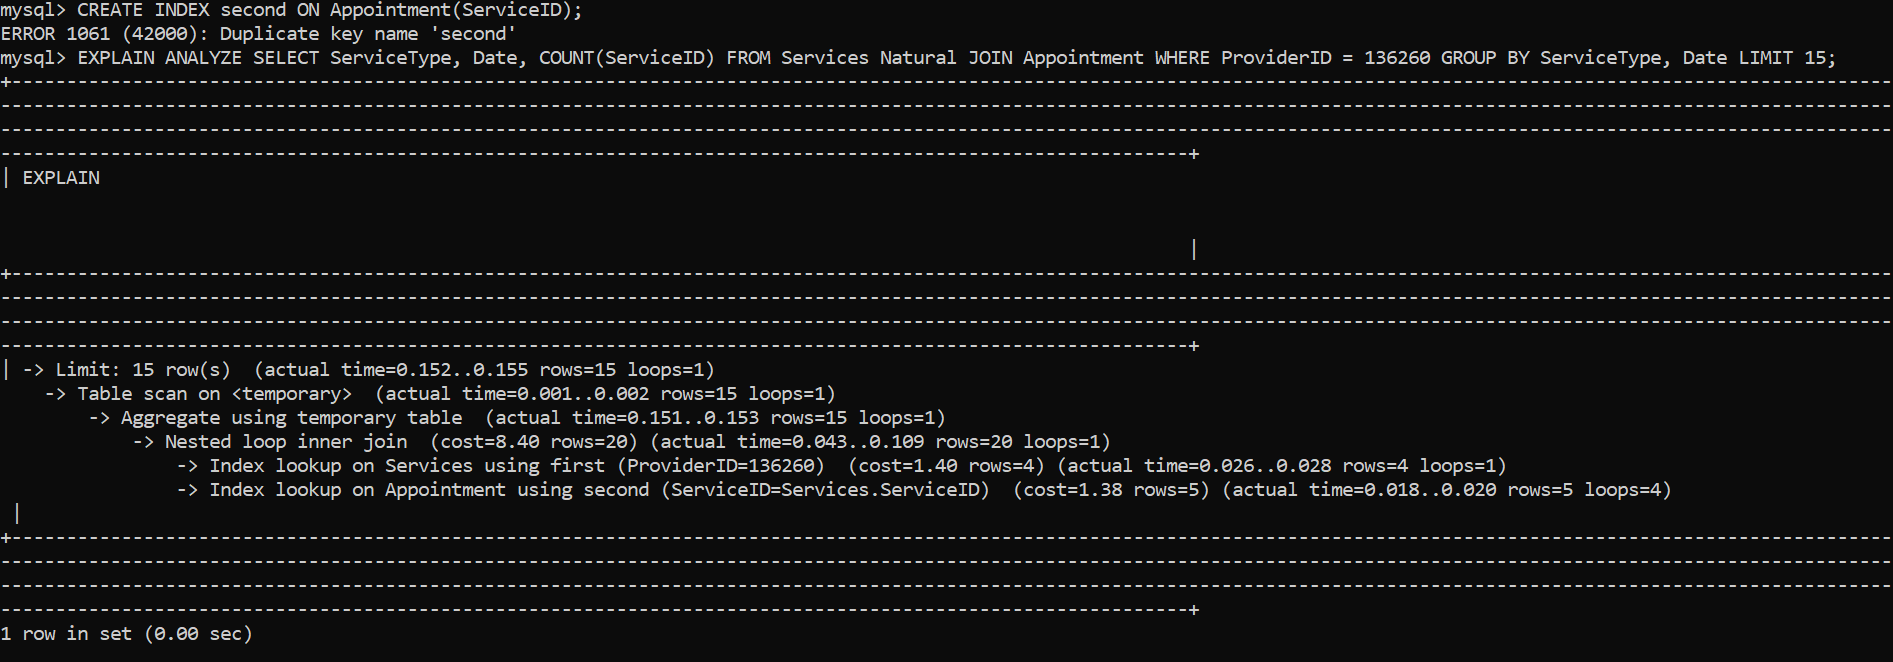 mysql> CREATE INDEX second ON Appointment(ServiceID);
ERROR 1061 (42000): Duplicate key name 'second'
mysql> EXPLAIN ANALYZE SELECT ServiceType, Date, COUNT(ServiceID) FROM Services Natural JOIN Appointment WHERE ProviderID = 136260 GROUP BY ServiceType, Date LIMIT 15;
| EXPLAIN
|
| -> Limit: 15 row(s)  (actual time=0.152..0.155 rows=15 loops=1)
    -> Table scan on <temporary>  (actual time=0.001..0.002 rows=15 loops=1)
        -> Aggregate using temporary table  (actual time=0.151..0.153 rows=15 loops=1)
            -> Nested loop inner join  (cost=8.40 rows=20) (actual time=0.043..0.109 rows=20 loops=1)
                -> Index lookup on Services using first (ProviderID=136260)  (cost=1.40 rows=4) (actual time=0.026..0.028 rows=4 loops=1)
                -> Index lookup on Appointment using second (ServiceID=Services.ServiceID)  (cost=1.38 rows=5) (actual time=0.018..0.020 rows=5 loops=4)
 |
1 row in set (0.00 sec)